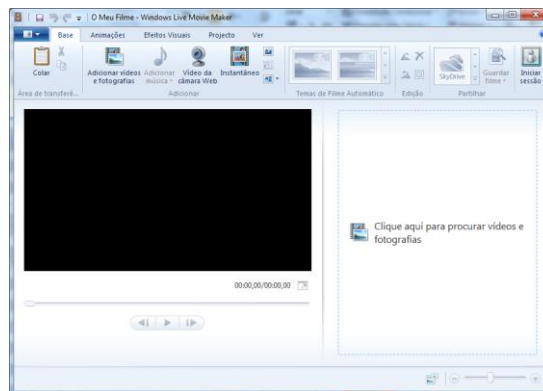 O Meu Filme - Windows Live Movie Maker
Base Animações Efeitos Visuais Projecto Ver
Colar
Adicionar vídeos e fotografias
Adicionar música
Vídeo da câmara Web
Instantâneo
SkyDrive
Guardar filme
Iniciar sessão
Área de transferê...
Adicionar
Temas de Filme Automático
Edição
Partilhar
Clique aqui para procurar vídeos e
fotografias
00:00,00/00:00,00